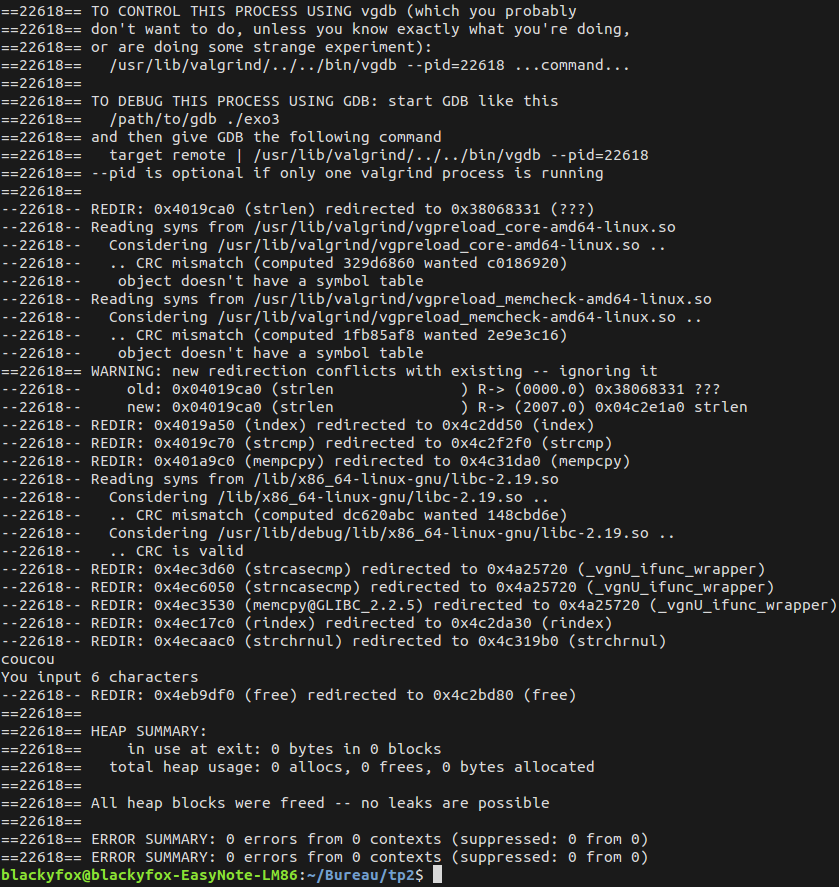 ==22618== TO CONTROL THIS PROCESS USING vgdb (which you probably
==22618== don't want to do, unless you know exactly what you're doing,
==22618== or are doing some strange experiment):
==22618==   /usr/lib/valgrind/../../bin/vgdb --pid=22618 ...command...
==22618==
==22618== TO DEBUG THIS PROCESS USING GDB: start GDB like this
==22618==   /path/to/gdb ./exo3
==22618== and then give GDB the following command
==22618==   target remote | /usr/lib/valgrind/../../bin/vgdb --pid=22618
==22618== --pid is optional if only one valgrind process is running
==22618==
--22618-- REDIR: 0x4019ca0 (strlen) redirected to 0x38068331 (???)
--22618-- Reading syms from /usr/lib/valgrind/vgpreload_core-amd64-linux.so
--22618--   Considering /usr/lib/valgrind/vgpreload_core-amd64-linux.so ..
--22618--   .. CRC mismatch (computed 329d6860 wanted c0186920)
--22618--    object doesn't have a symbol table
--22618-- Reading syms from /usr/lib/valgrind/vgpreload_memcheck-amd64-linux.so
--22618--   Considering /usr/lib/valgrind/vgpreload_memcheck-amd64-linux.so ..
--22618--   .. CRC mismatch (computed 1fb85af8 wanted 2e9e3c16)
--22618--    object doesn't have a symbol table
==22618== WARNING: new redirection conflicts with existing -- ignoring it
--22618--     old: 0x04019ca0 (strlen              ) R-> (0000.0) 0x38068331 ???
--22618--     new: 0x04019ca0 (strlen              ) R-> (2007.0) 0x04c2e1a0 strlen
--22618-- REDIR: 0x4019a50 (index) redirected to 0x4c2dd50 (index)
--22618-- REDIR: 0x4019c70 (strcmp) redirected to 0x4c2f2f0 (strcmp)
--22618-- REDIR: 0x401a9c0 (mempcpy) redirected to 0x4c31da0 (mempcpy)
--22618-- Reading syms from /lib/x86_64-linux-gnu/libc-2.19.so
--22618--   Considering /lib/x86_64-linux-gnu/libc-2.19.so ..
--22618--   .. CRC mismatch (computed dc620abc wanted 148cbd6e)
--22618--   Considering /usr/lib/debug/lib/x86_64-linux-gnu/libc-2.19.so ..
--22618--   .. CRC is valid
--22618-- REDIR: 0x4ec3d60 (strcasecmp) redirected to 0x4a25720 (_vgnU_ifunc_wrapper)
--22618-- REDIR: 0x4ec6050 (strncasecmp) redirected to 0x4a25720 (_vgnU_ifunc_wrapper)
--22618-- REDIR: 0x4ec3530 (memcpy@GLIBC_2.2.5) redirected to 0x4a25720 (_vgnU_ifunc_wrapper)
--22618-- REDIR: 0x4ec17c0 (rindex) redirected to 0x4c2da30 (rindex)
--22618-- REDIR: 0x4ecaac0 (strchrnul) redirected to 0x4c319b0 (strchrnul)
coucou
You input 6 characters
--22618-- REDIR: 0x4eb9df0 (free) redirected to 0x4c2bd80 (free)
==22618==
==22618== HEAP SUMMARY:
==22618==     in use at exit: 0 bytes in 0 blocks
==22618==   total heap usage: 0 allocs, 0 frees, 0 bytes allocated
==22618==
==22618== All heap blocks were freed -- no leaks are possible
==22618==
==22618== ERROR SUMMARY: 0 errors from 0 contexts (suppressed: 0 from 0)
==22618== ERROR SUMMARY: 0 errors from 0 contexts (suppressed: 0 from 0)
blackyfox@blackyfox-EasyNote-LM86:~/Bureau/tp2$